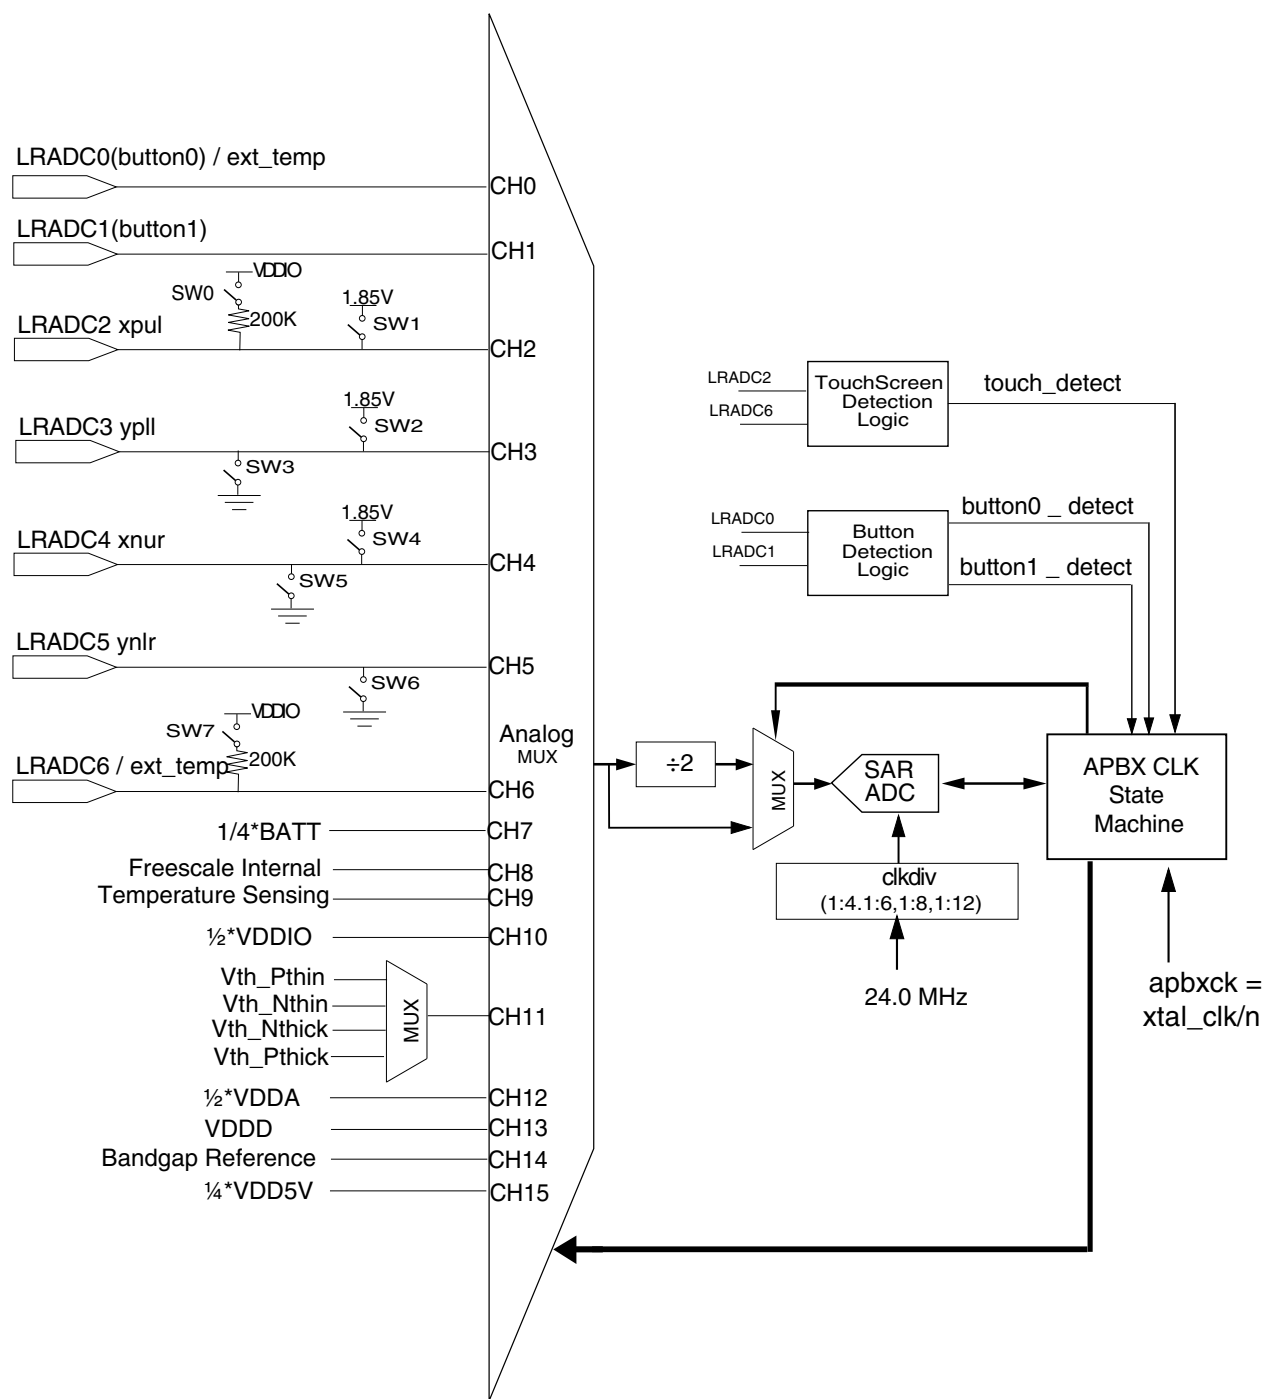 LRADC0(button0) / ext_temp
CH0
LRADC1(button1)
CH1
VDDIO
SW0
200K
1.85V
SW1
LRADC2 xpul
CH2
1.85V
SW2
LRADC3 ypll
CH3
SW3
1.85V
SW4
LRADC4 xnur
CH4
SW5
LRADC5 ynlr
CH5
SW6
VDDIO
SW7
200K
LRADC6 / ext_temp
CH6
Analog
MUX
1/4*BATT
CH7
Freescale Internal
CH8
Temperature Sensing
CH9
½*VDDIO
CH10
Vth_Pthin
Vth_Nthin
Vth_Nthick
Vth_Pthick
MUX
CH11
½*VDDA
CH12
VDDD
CH13
Bandgap Reference
CH14
¼*VDD5V
CH15
LRADC2
LRADC6
TouchScreen
Detection
Logic
touch_detect
LRADC0
LRADC1
Button
Detection
Logic
button0 _ detect
button1 _ detect
÷2
MUX
SAR
ADC
APBX CLK
State
Machine
clkdiv
(1:4.1:6,1:8,1:12)
24.0 MHz
apbxck =
xtal_clk/n